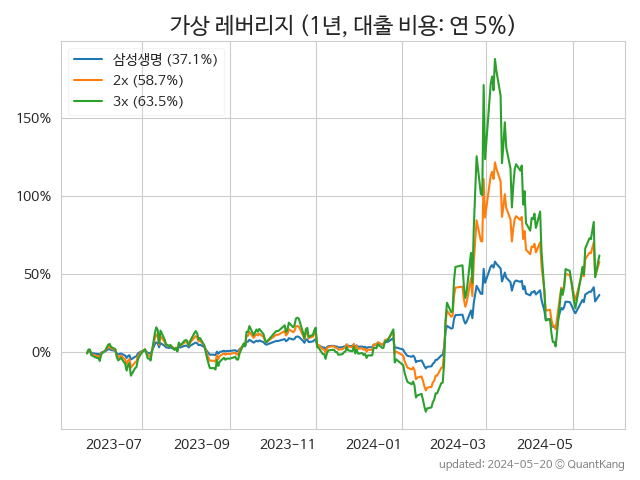 가상 레버리지 (1년, 대출 비용: 연 5%)
삼성생명 (37.1%)
2x (58.7%)
3x (63.5%)
150%
100%
50%
0%
2023-07 2023-09 2023-11 2024-01 2024-03 2024-05
updated: 2024-05-20 © QuantKang